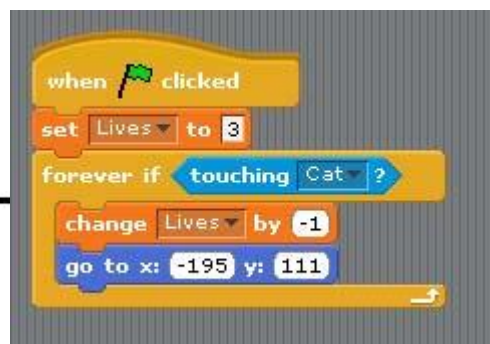 when clicked
set Lives to 3
forever if touching Cat ?
change Lives by -1
go to x: -195 y: 111